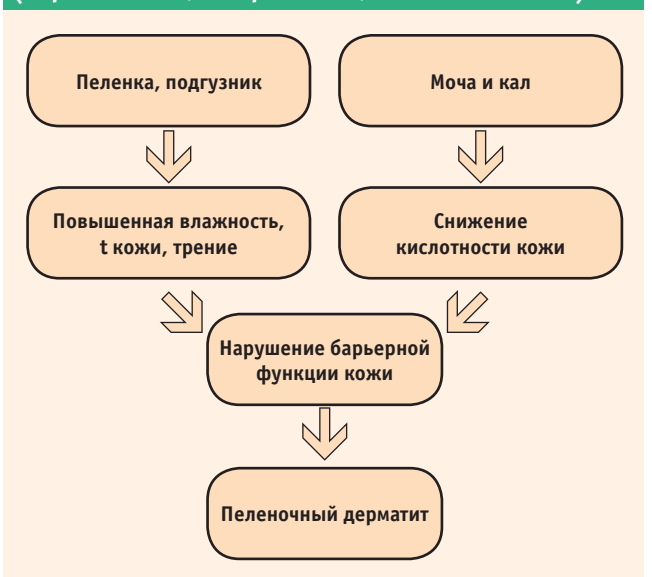 Пеленка, подгузник
Моча и кал
Повышенная влажность,
t кожи, трение
Снижение
кислотности кожи
Нарушение барьерной
функции кожи
Пеленочный дерматит